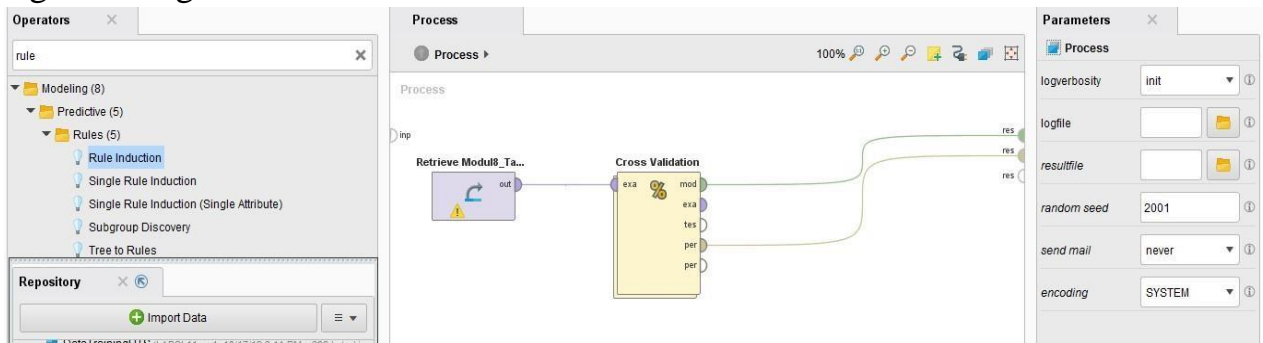 Operators
rule
Modeling (8)
Predictive (5)
Rules (5)
Rule Induction
Single Rule Induction
Single Rule Induction (Single Attribute)
Subgroup Discovery
Tree to Rules
Repository
Import Data
Process
Process
100%
Process
inp
Retrieve Modul8_Ta...
out
Cross Validation
exa
%
mod
exa
tes
per
per
res
res
res
Parameters
Process
logverbosity
init
logfile
resultfile
random seed
2001
send mail
never
encoding
SYSTEM